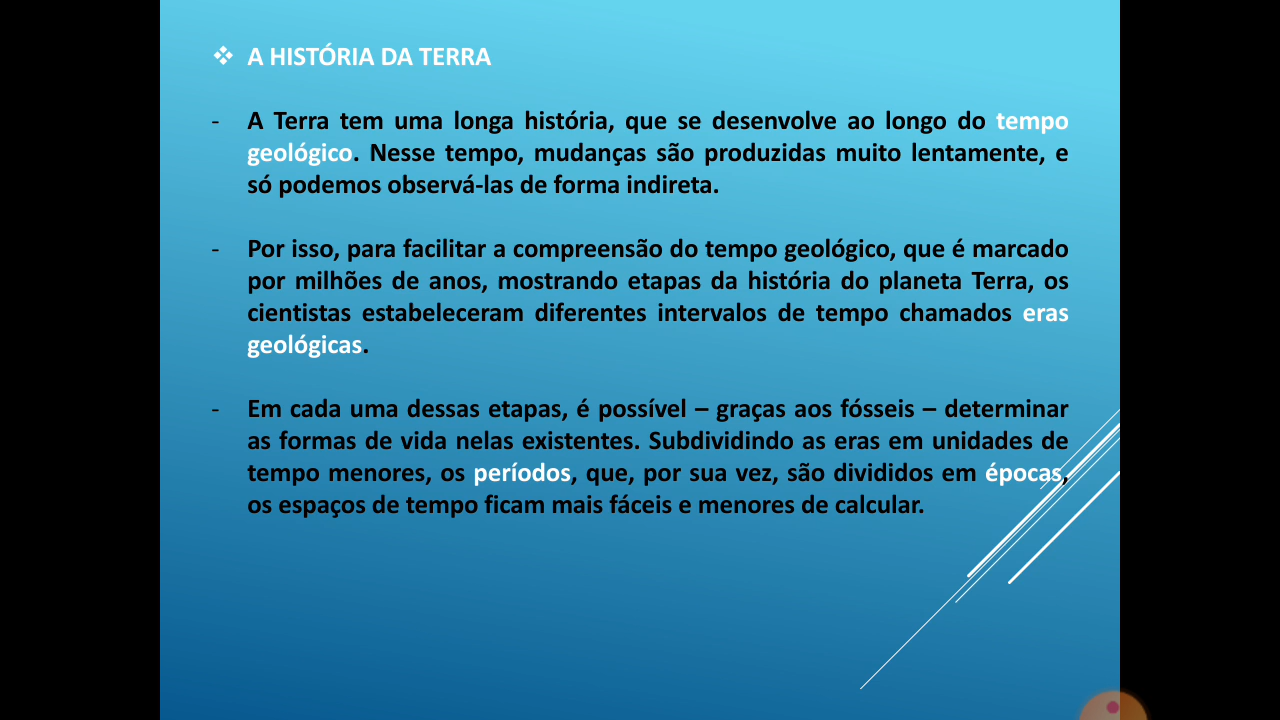 ❖ A HISTÓRIA DA TERRA
- A Terra tem uma longa história, que se desenvolve ao longo do tempo
geológico. Nesse tempo, mudanças são produzidas muito lentamente, e
só podemos observá-las de forma indireta.
- Por isso, para facilitar a compreensão do tempo geológico, que é marcado
por milhões de anos, mostrando etapas da história do planeta Terra, os
cientistas estabeleceram diferentes intervalos de tempo chamados eras
geológicas.
- Em cada uma dessas etapas, é possível – graças aos fósseis – determinar
as formas de vida nelas existentes. Subdividindo as eras em unidades de
tempo menores, os períodos, que, por sua vez, são divididos em épocas,
os espaços de tempo ficam mais fáceis e menores de calcular.